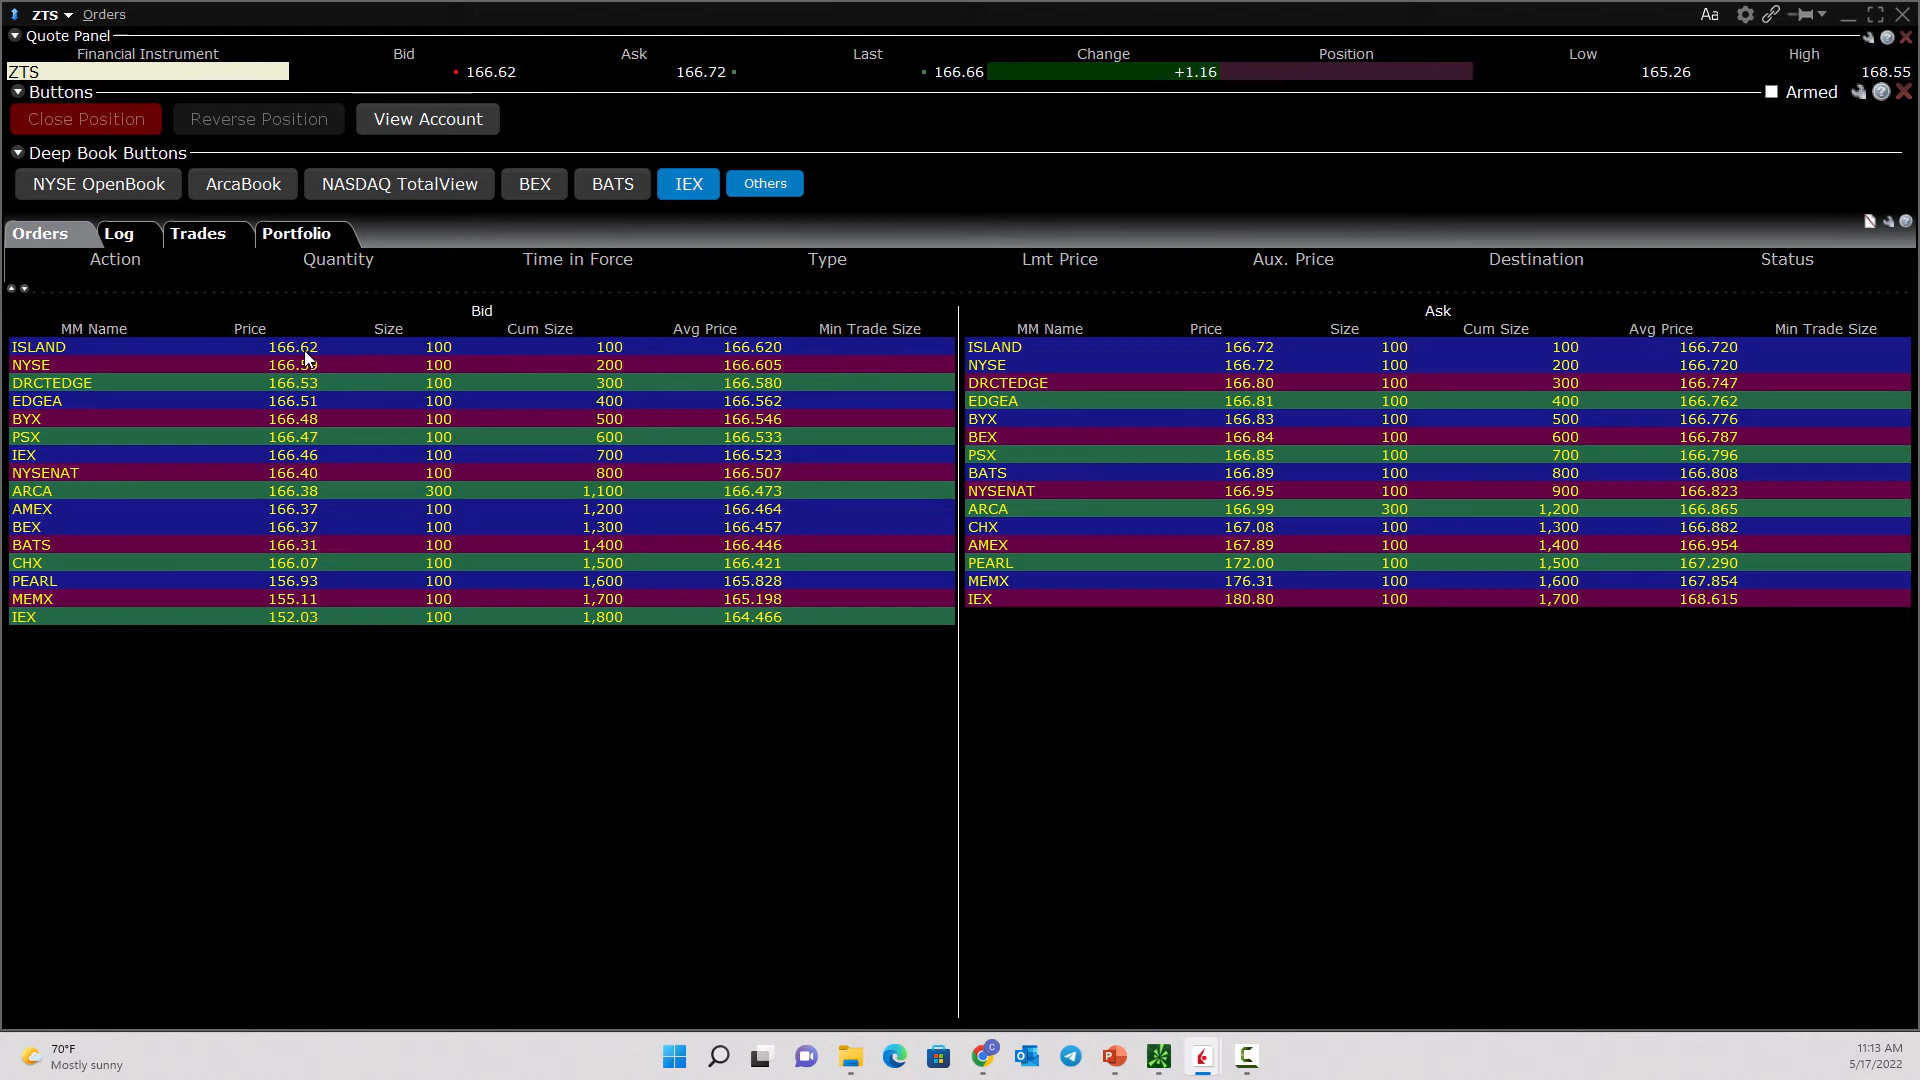 ZTS Orders Aa
Quote Panel
Financial Instrument Bid Ask Last Change Position Low High
ZTS 166.62 166.72 166.66 +1.16 165.26 168.55
Buttons Armed
Close Position Reverse Position View Account
Deep Book Buttons
NYSE OpenBook ArcaBook NASDAQ TotalView BEX BATS IEX Others
Orders Log Trades Portfolio
Action Quantity Time in Force Type Lmt Price Aux. Price Destination Status
Bid Ask
MM Name Price Size Cum Size Avg Price Min Trade Size MM Name Price Size Cum Size Avg Price Min Trade Size
ISLAND 166.62 100 100 166.620 ISLAND 166.72 100 100 166.720
NYSE 166.59 100 200 166.605 NYSE 166.72 100 200 166.720
DRCTEDGE 166.53 100 300 166.580 DRCTEDGE 166.80 100 300 166.747
EDGEA 166.51 100 400 166.562 EDGEA 166.81 100 400 166.762
BYX 166.48 100 500 166.546 BYX 166.83 100 500 166.776
PSX 166.47 100 600 166.533 BEX 166.84 100 600 166.787
IEX 166.46 100 700 166.523 PSX 166.85 100 700 166.796
NYSENAT 166.40 100 800 166.507 BATS 166.89 100 800 166.808
ARCA 166.38 300 1,100 166.473 NYSENAT 166.95 100 900 166.823
AMEX 166.37 100 1,200 166.464 ARCA 166.99 300 1,200 166.865
BEX 166.37 100 1,300 166.457 CHX 167.08 100 1,300 166.882
BATS 166.31 100 1,400 166.446 AMEX 167.89 100 1,400 166.954
CHX 166.07 100 1,500 166.421 PEARL 172.00 100 1,500 167.290
PEARL 156.93 100 1,600 165.828 MEMX 176.31 100 1,600 167.854
MEMX 155.11 100 1,700 165.198 IEX 180.80 100 1,700 168.615
IEX 152.03 100 1,800 164.466
70°F
Mostly sunny
11:13 AM
5/17/2022